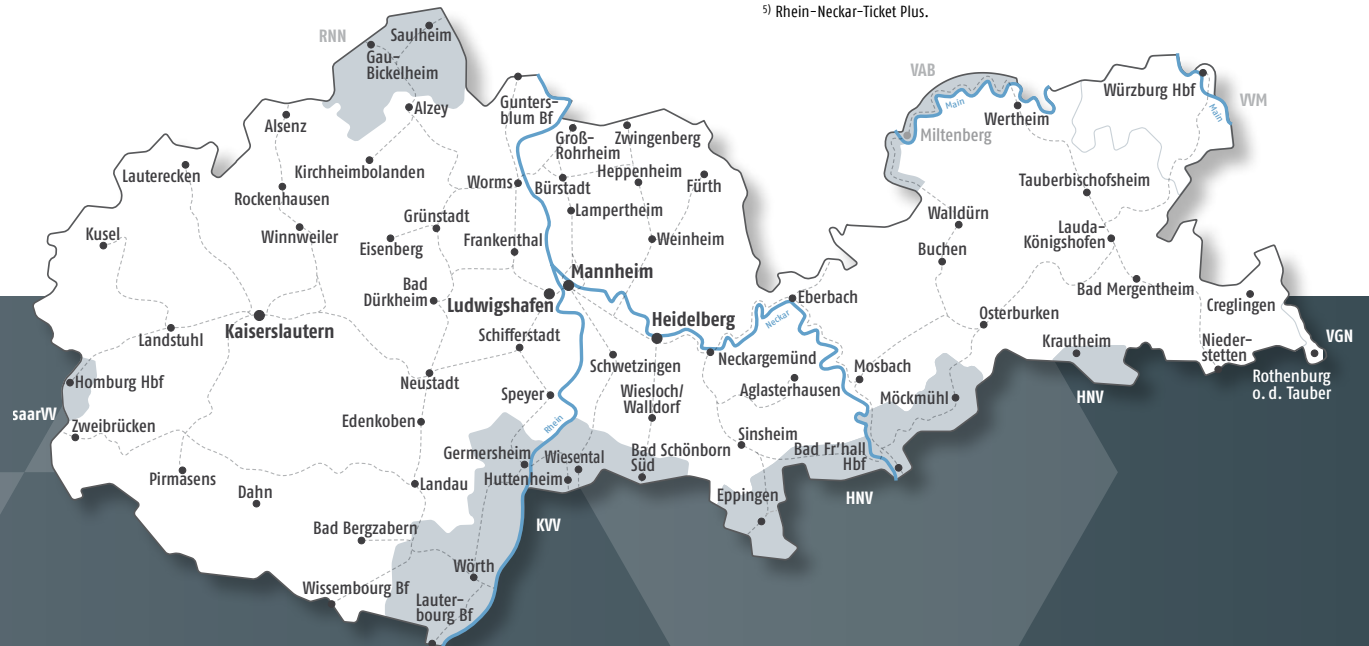 5) Rhein-Neckar-Ticket Plus.
RNN
Saulheim
Gau-
Bickelheim
Alsenz
Alzey
Gunters-
blum Bf
Groß-
Rohrheim
Zwingenberg
VAB
Main
Miltenberg
Wertheim
Würzburg Hbf
Main
VVM
Lauterecken
Kirchheimbolanden
Rockenhausen
Worms
Bürstadt
Heppenheim
Fürth
Lampertheim
Tauberbischofsheim
Kusel
Winnweiler
Grünstadt
Eisenberg
Frankenthal
Weinheim
Walldürn
Buchen
Lauda-
Königshofen
Bad
Dürkheim
Mannheim
Ludwigshafen
Bad Mergentheim
Creglingen
Kaiserslautern
Landstuhl
Schifferstadt
Heidelberg
Neckar
Eberbach
Osterburken
Krautheim
Nieder-
stetten
VGN
Rothenburg
o. d. Tauber
Homburg Hbf
saarVV
Zweibrücken
Neustadt
Schwetzingen
Neckargemünd
Aglasterhausen
Mosbach
Möckmühl
HNV
Speyer
Wiesloch/
Walldorf
Edenkoben
Rhein
Sinsheim
Bad Fr'hall
Hbf
Germersheim
Wiesental
Bad Schönborn
Süd
Huttenheim
Pirmasens
Dahn
Landau
Eppingen
HNV
KVV
Bad Bergzabern
Wörth
Wissembourg Bf
Lauter-
bourg Bf